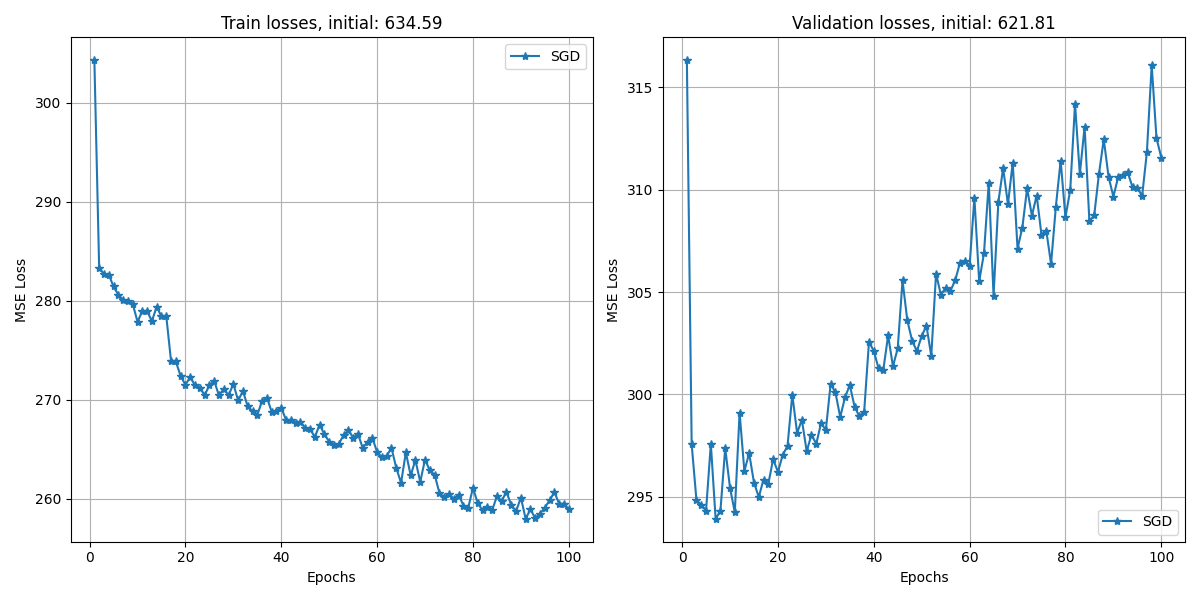 Train losses, initial: 634.59
SGD
MSE Loss
300
290
280
270
260
0 20 40 60 80 100
Epochs
Validation losses, initial: 621.81
MSE Loss
315
310
305
300
295
SGD
0 20 40 60 80 100
Epochs